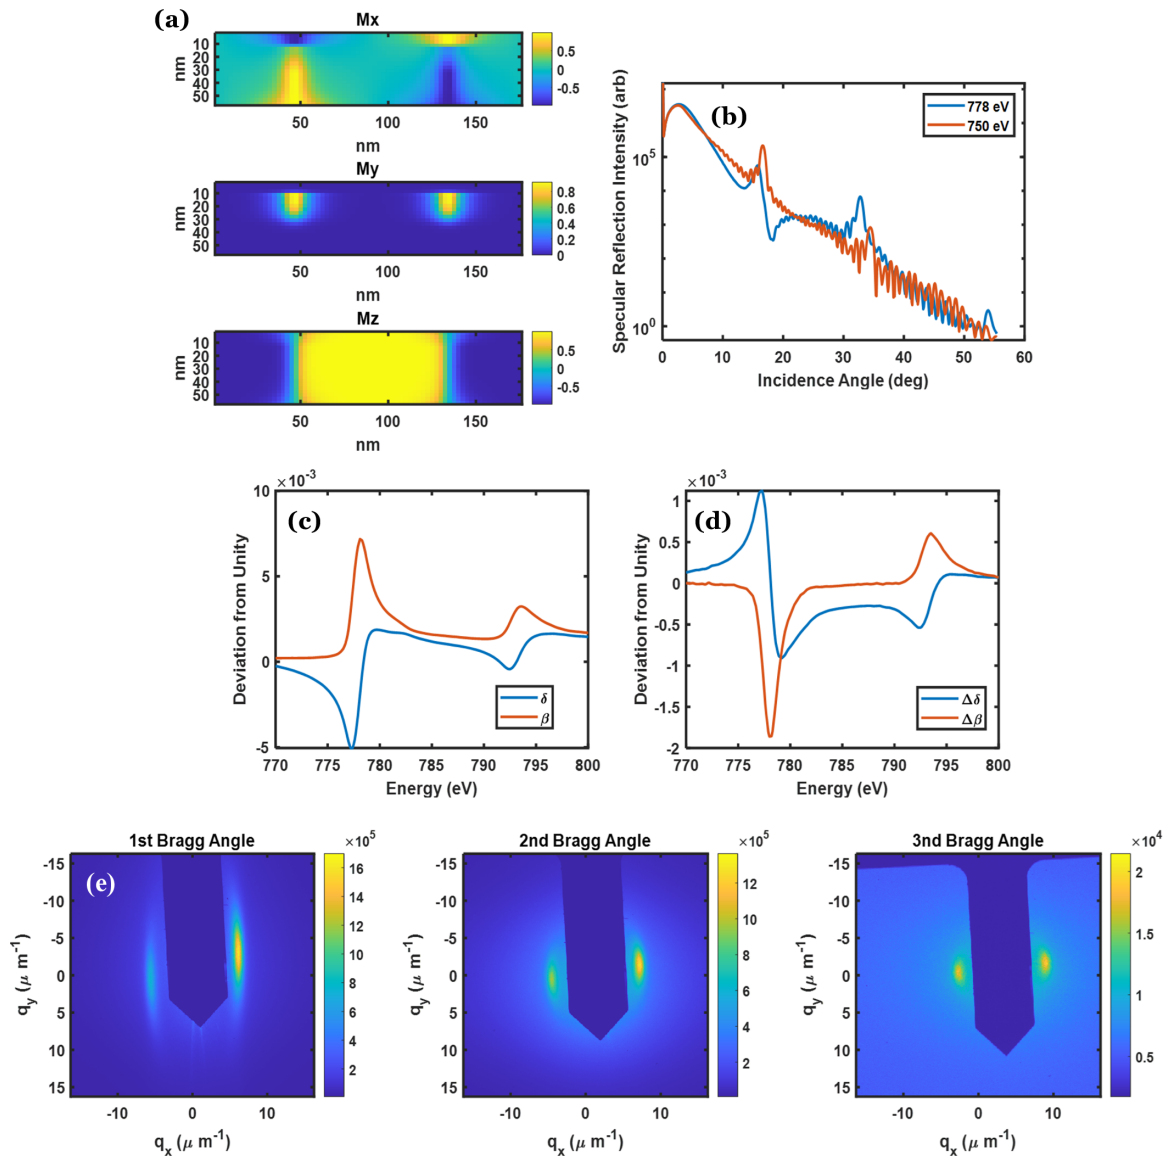 (a)
Mx
10
20
30
40
50
nm
50
100
150
nm
0.5
0
-0.5
My
10
20
30
40
50
nm
50
100
150
nm
0.8
0.6
0.4
0.2
0
Mz
10
20
30
40
50
nm
50
100
150
nm
0.5
0
-0.5
(b)
778 eV
750 eV
Specular Reflection Intensity (arb)
10^5
10^0
0 10 20 30 40 50 60
Incidence Angle (deg)
(c)
×10^-3
10
5
0
-5
Deviation from Unity
δ
β
770 775 780 785 790 795 800
Energy (eV)
(d)
×10^-3
1
0.5
0
-0.5
-1
-1.5
-2
Deviation from Unity
Δδ
Δβ
770 775 780 785 790 795 800
Energy (eV)
(e)
1st Bragg Angle
×10^5
-15
-10
-5
0
5
10
15
q_y (μ m^-1)
-10 0 10
q_x (μ m^-1)
16
14
12
10
8
6
4
2
2nd Bragg Angle
×10^5
-15
-10
-5
0
5
10
15
q_y (μ m^-1)
-10 0 10
q_x (μ m^-1)
12
10
8
6
4
2
3rd Bragg Angle
×10^4
-15
-10
-5
0
5
10
15
q_y (μ m^-1)
-10 0 10
q_x (μ m^-1)
2
1.5
1
0.5